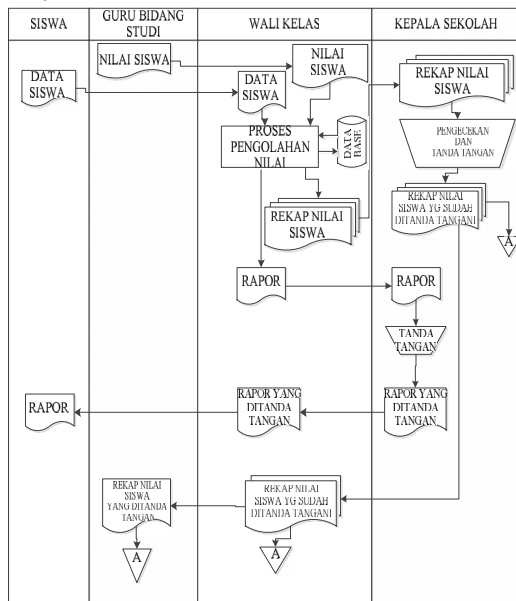 SISWA
GURU BIDANG
STUDI
WALI KELAS
KEPALA SEKOLAH
NILAI SISWA
NILAI
SISWA
DATA
SISWA
DATA
SISWA
REKAP NILAI
SISWA
PROSES
PENGOLAHAN
NILAI
DATA
BASE
PENGECEKAN
DAN
TANDA TANGAN
REKAP NILAI
SISWA
REKAP NILAI
SISWA YG SUDAH
DITANDA TANGANI
A
RAPOR
RAPOR
TANDA
TANGAN
RAPOR
RAPOR YANG
DITANDA
TANGAN
RAPOR YANG
DITANDA
TANGAN
REKAP NILAI
SISWA
YANG DITANDA
TANGAN
REKAP NILAI
SISWA YG SUDAH
DITANDA TANGANI
A
A